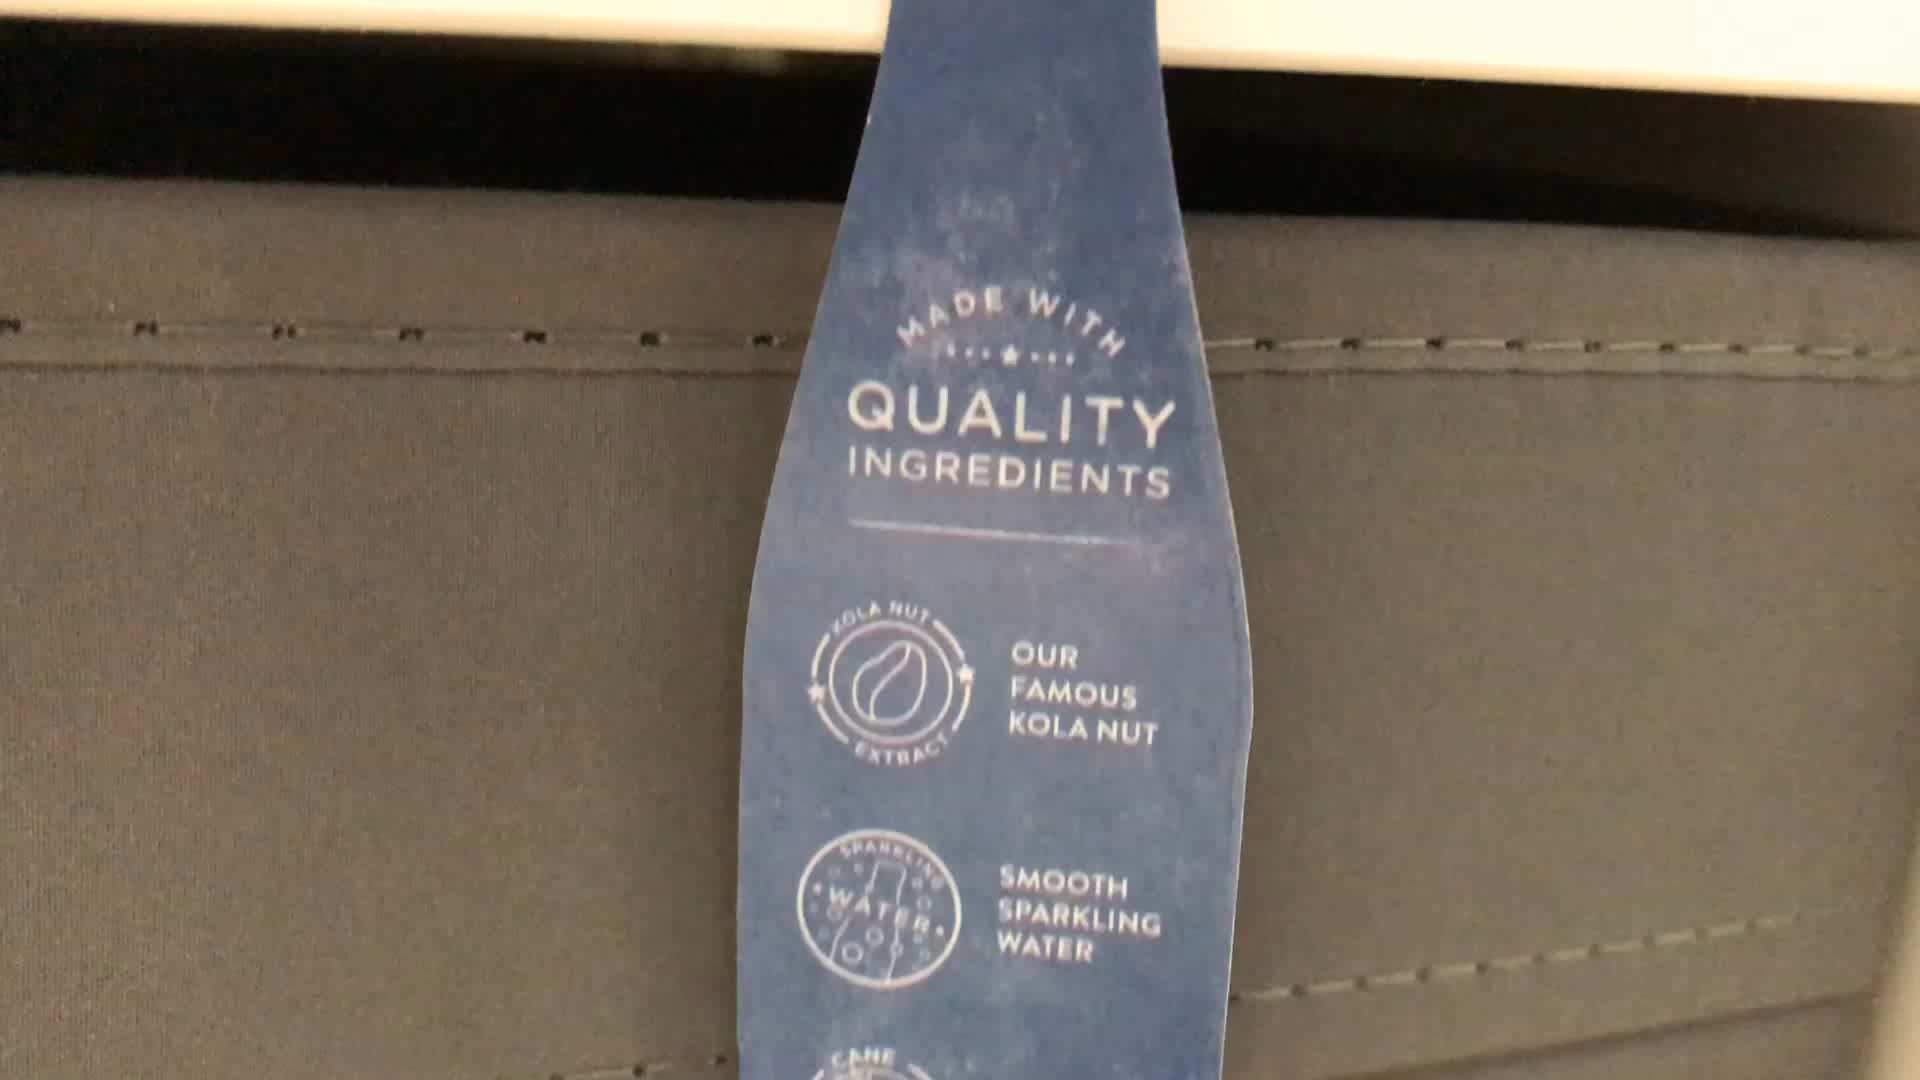 MADE WITH
QUALITY
INGREDIENTS
KOLA NUT
EXTRACT
OUR
FAMOUS
KOLA NUT
SPARKLING
WATER
SMOOTH
SPARKLING
WATER
CANE